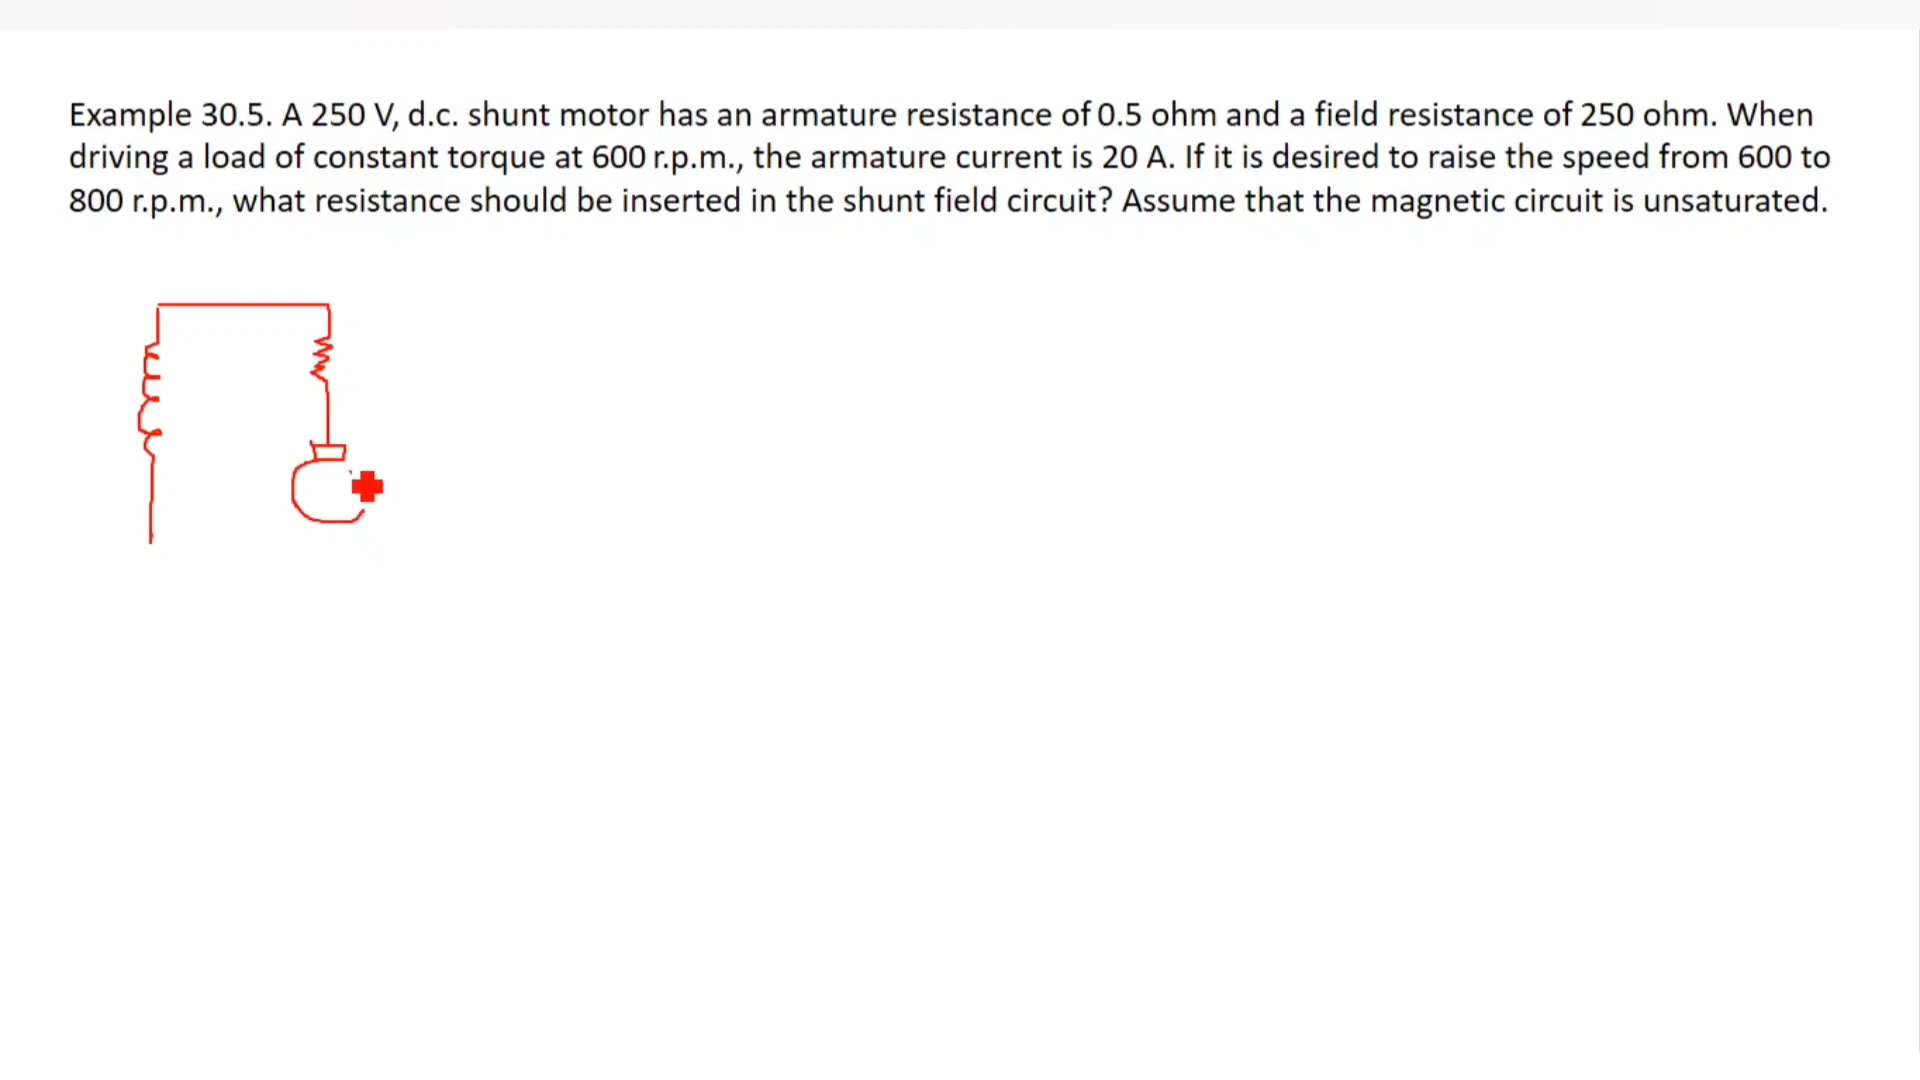 Example 30.5. A 250 V, d.c. shunt motor has an armature resistance of 0.5 ohm and a field resistance of 250 ohm. When
driving a load of constant torque at 600 r.p.m., the armature current is 20 A. If it is desired to raise the speed from 600 to
800 r.p.m., what resistance should be inserted in the shunt field circuit? Assume that the magnetic circuit is unsaturated.